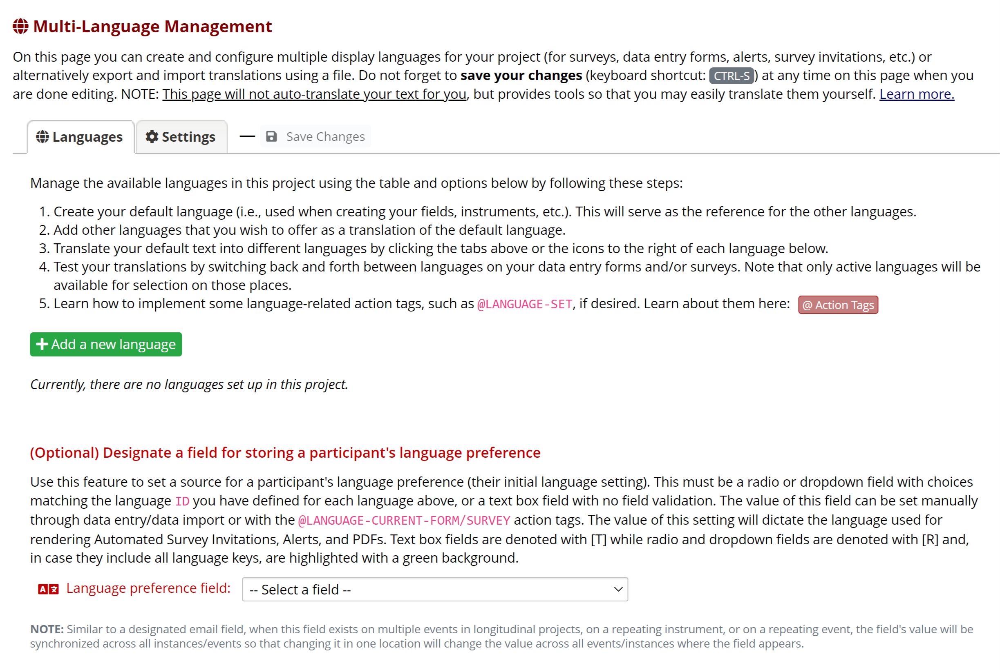 Multi-Language Management
On this page you can create and configure multiple display languages for your project (for surveys, data entry forms, alerts, survey invitations, etc.) or
alternatively export and import translations using a file. Do not forget to save your changes (keyboard shortcut: CTRL-S) at any time on this page when you
are done editing. NOTE: This page will not auto-translate your text for you, but provides tools so that you may easily translate them yourself. Learn more.
Languages Settings — Save Changes
Manage the available languages in this project using the table and options below by following these steps:
1. Create your default language (i.e., used when creating your fields, instruments, etc.). This will serve as the reference for the other languages.
2. Add other languages that you wish to offer as a translation of the default language.
3. Translate your default text into different languages by clicking the tabs above or the icons to the right of each language below.
4. Test your translations by switching back and forth between languages on your data entry forms and/or surveys. Note that only active languages will be
available for selection on those places.
5. Learn how to implement some language-related action tags, such as @LANGUAGE-SET, if desired. Learn about them here: @ Action Tags
Add a new language
Currently, there are no languages set up in this project.
(Optional) Designate a field for storing a participant's language preference
Use this feature to set a source for a participant's language preference (their initial language setting). This must be a radio or dropdown field with choices
matching the language ID you have defined for each language above, or a text box field with no field validation. The value of this field can be set manually
through data entry/data import or with the @LANGUAGE-CURRENT-FORM/SURVEY action tags. The value of this setting will dictate the language used for
rendering Automated Survey Invitations, Alerts, and PDFs. Text box fields are denoted with [T] while radio and dropdown fields are denoted with [R] and,
in case they include all language keys, are highlighted with a green background.
Language preference field: -- Select a field --
NOTE: Similar to a designated email field, when this field exists on multiple events in longitudinal projects, on a repeating instrument, or on a repeating event, the field's value will be
synchronized across all instances/events so that changing it in one location will change the value across all events/instances where the field appears.